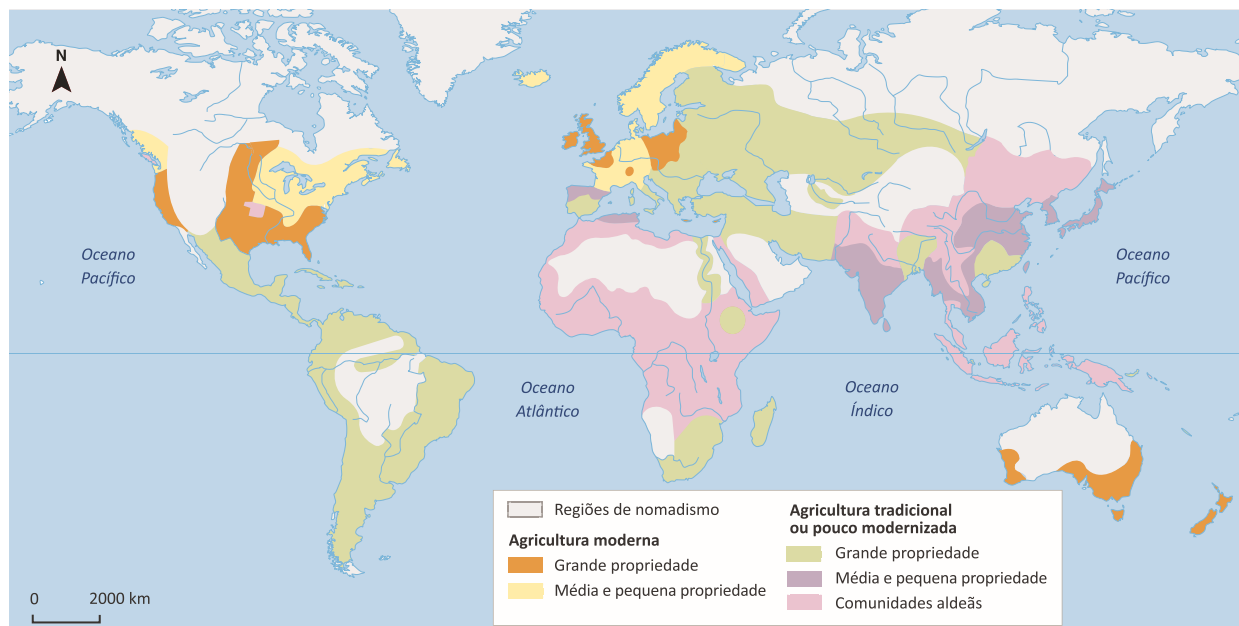 N
Oceano
Pacífico
Oceano
Pacífico
Oceano
Atlântico
Oceano
Índico
Regiões de nomadismo
Agricultura moderna
Grande propriedade
Média e pequena propriedade
Agricultura tradicional
ou pouco modernizada
Grande propriedade
Média e pequena propriedade
Comunidades aldeãs
0 2000 km